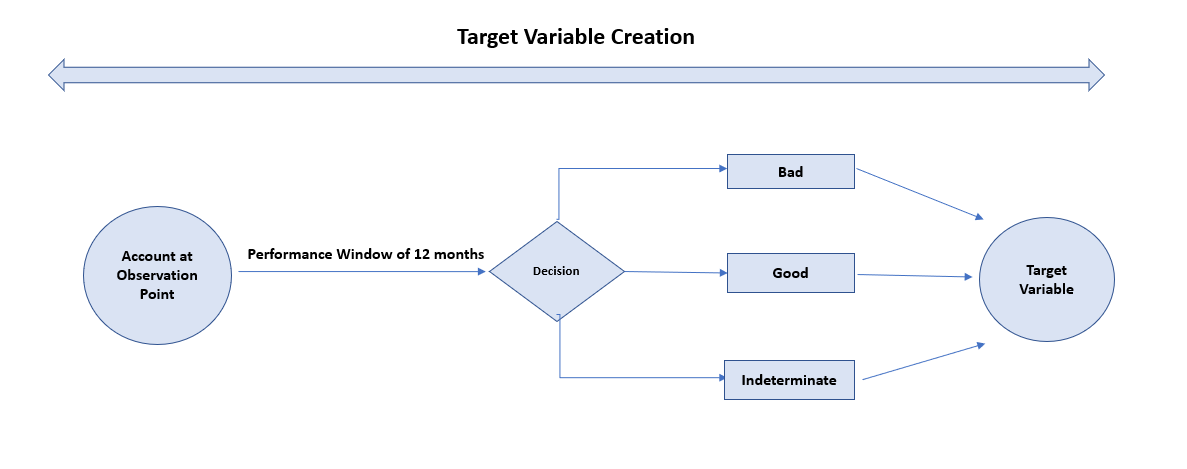 Target Variable Creation
Account at
Observation
Point
Performance Window of 12 months
Decision
Bad
Good
Indeterminate
Target
Variable